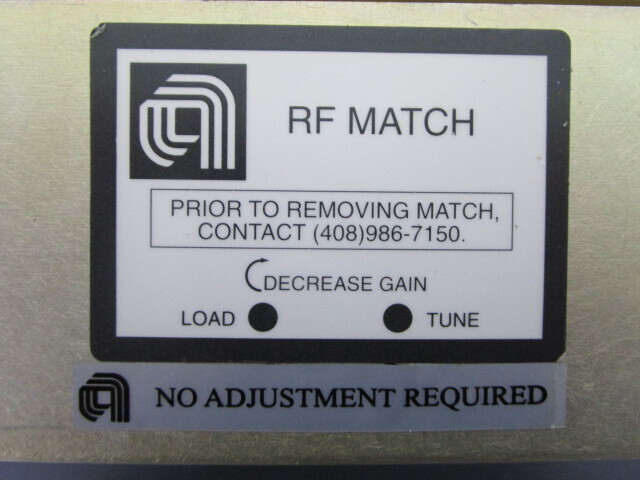 RF MATCH
PRIOR TO REMOVING MATCH,
CONTACT (408)986-7150.
DECREASE GAIN
LOAD TUNE
NO ADJUSTMENT REQUIRED